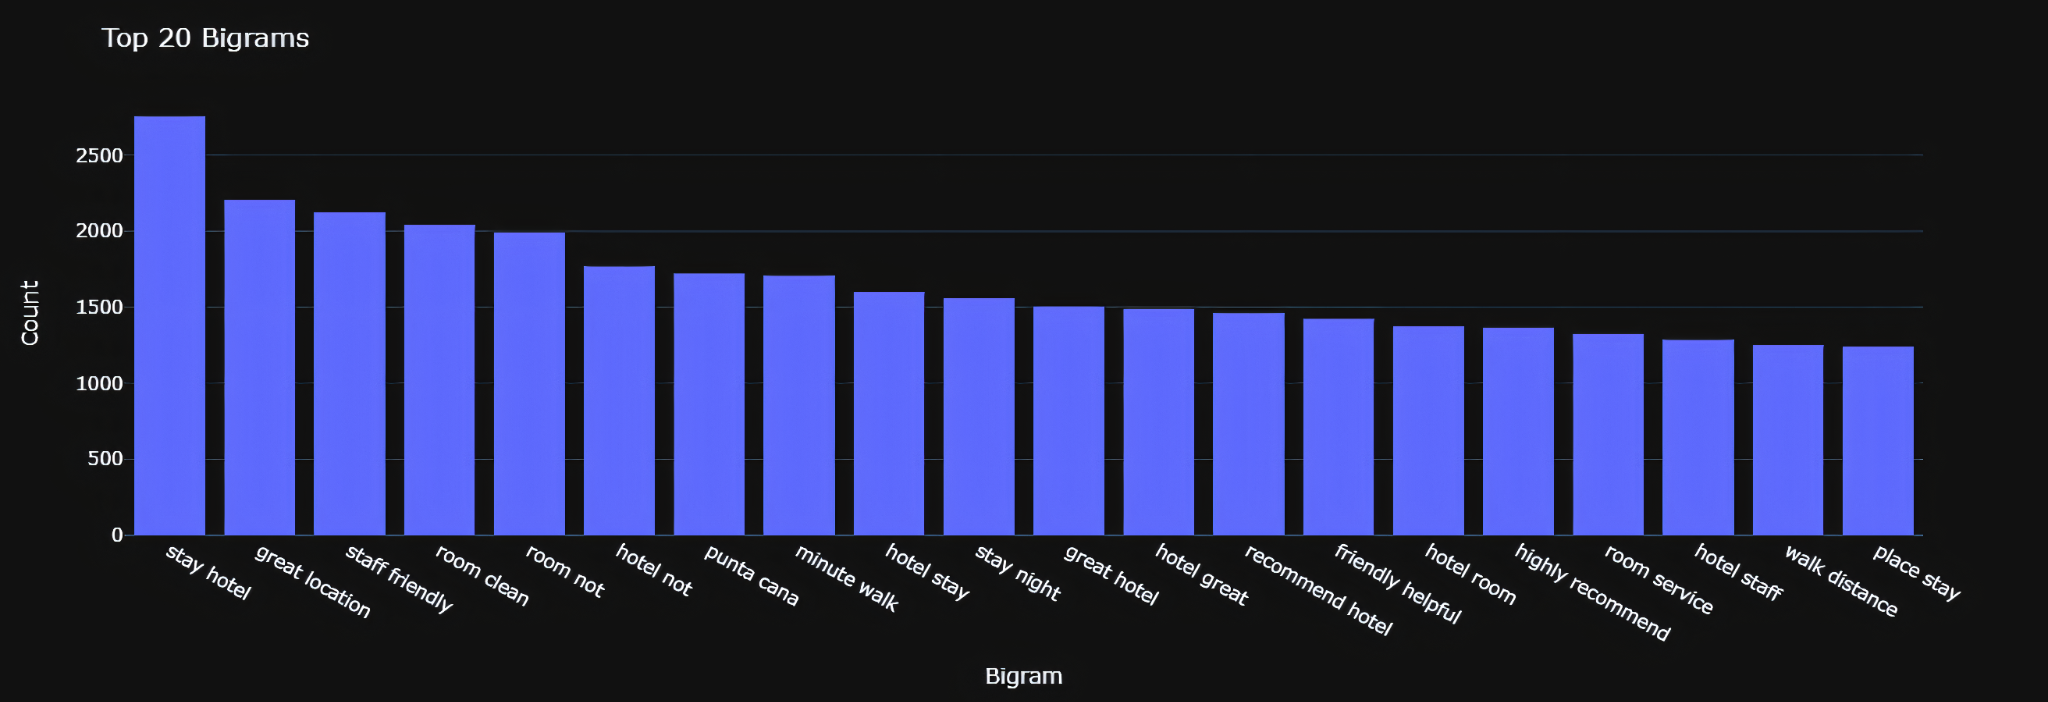 Top 20 Bigrams
Count
2500
2000
1500
1000
500
0
stay hotel
great location
staff friendly
room clean
room not
hotel not
punta cana
minute walk
hotel stay
stay night
great hotel
hotel great
recommend hotel
friendly helpful
hotel room
highly recommend
room service
hotel staff
walk distance
place stay
Bigram